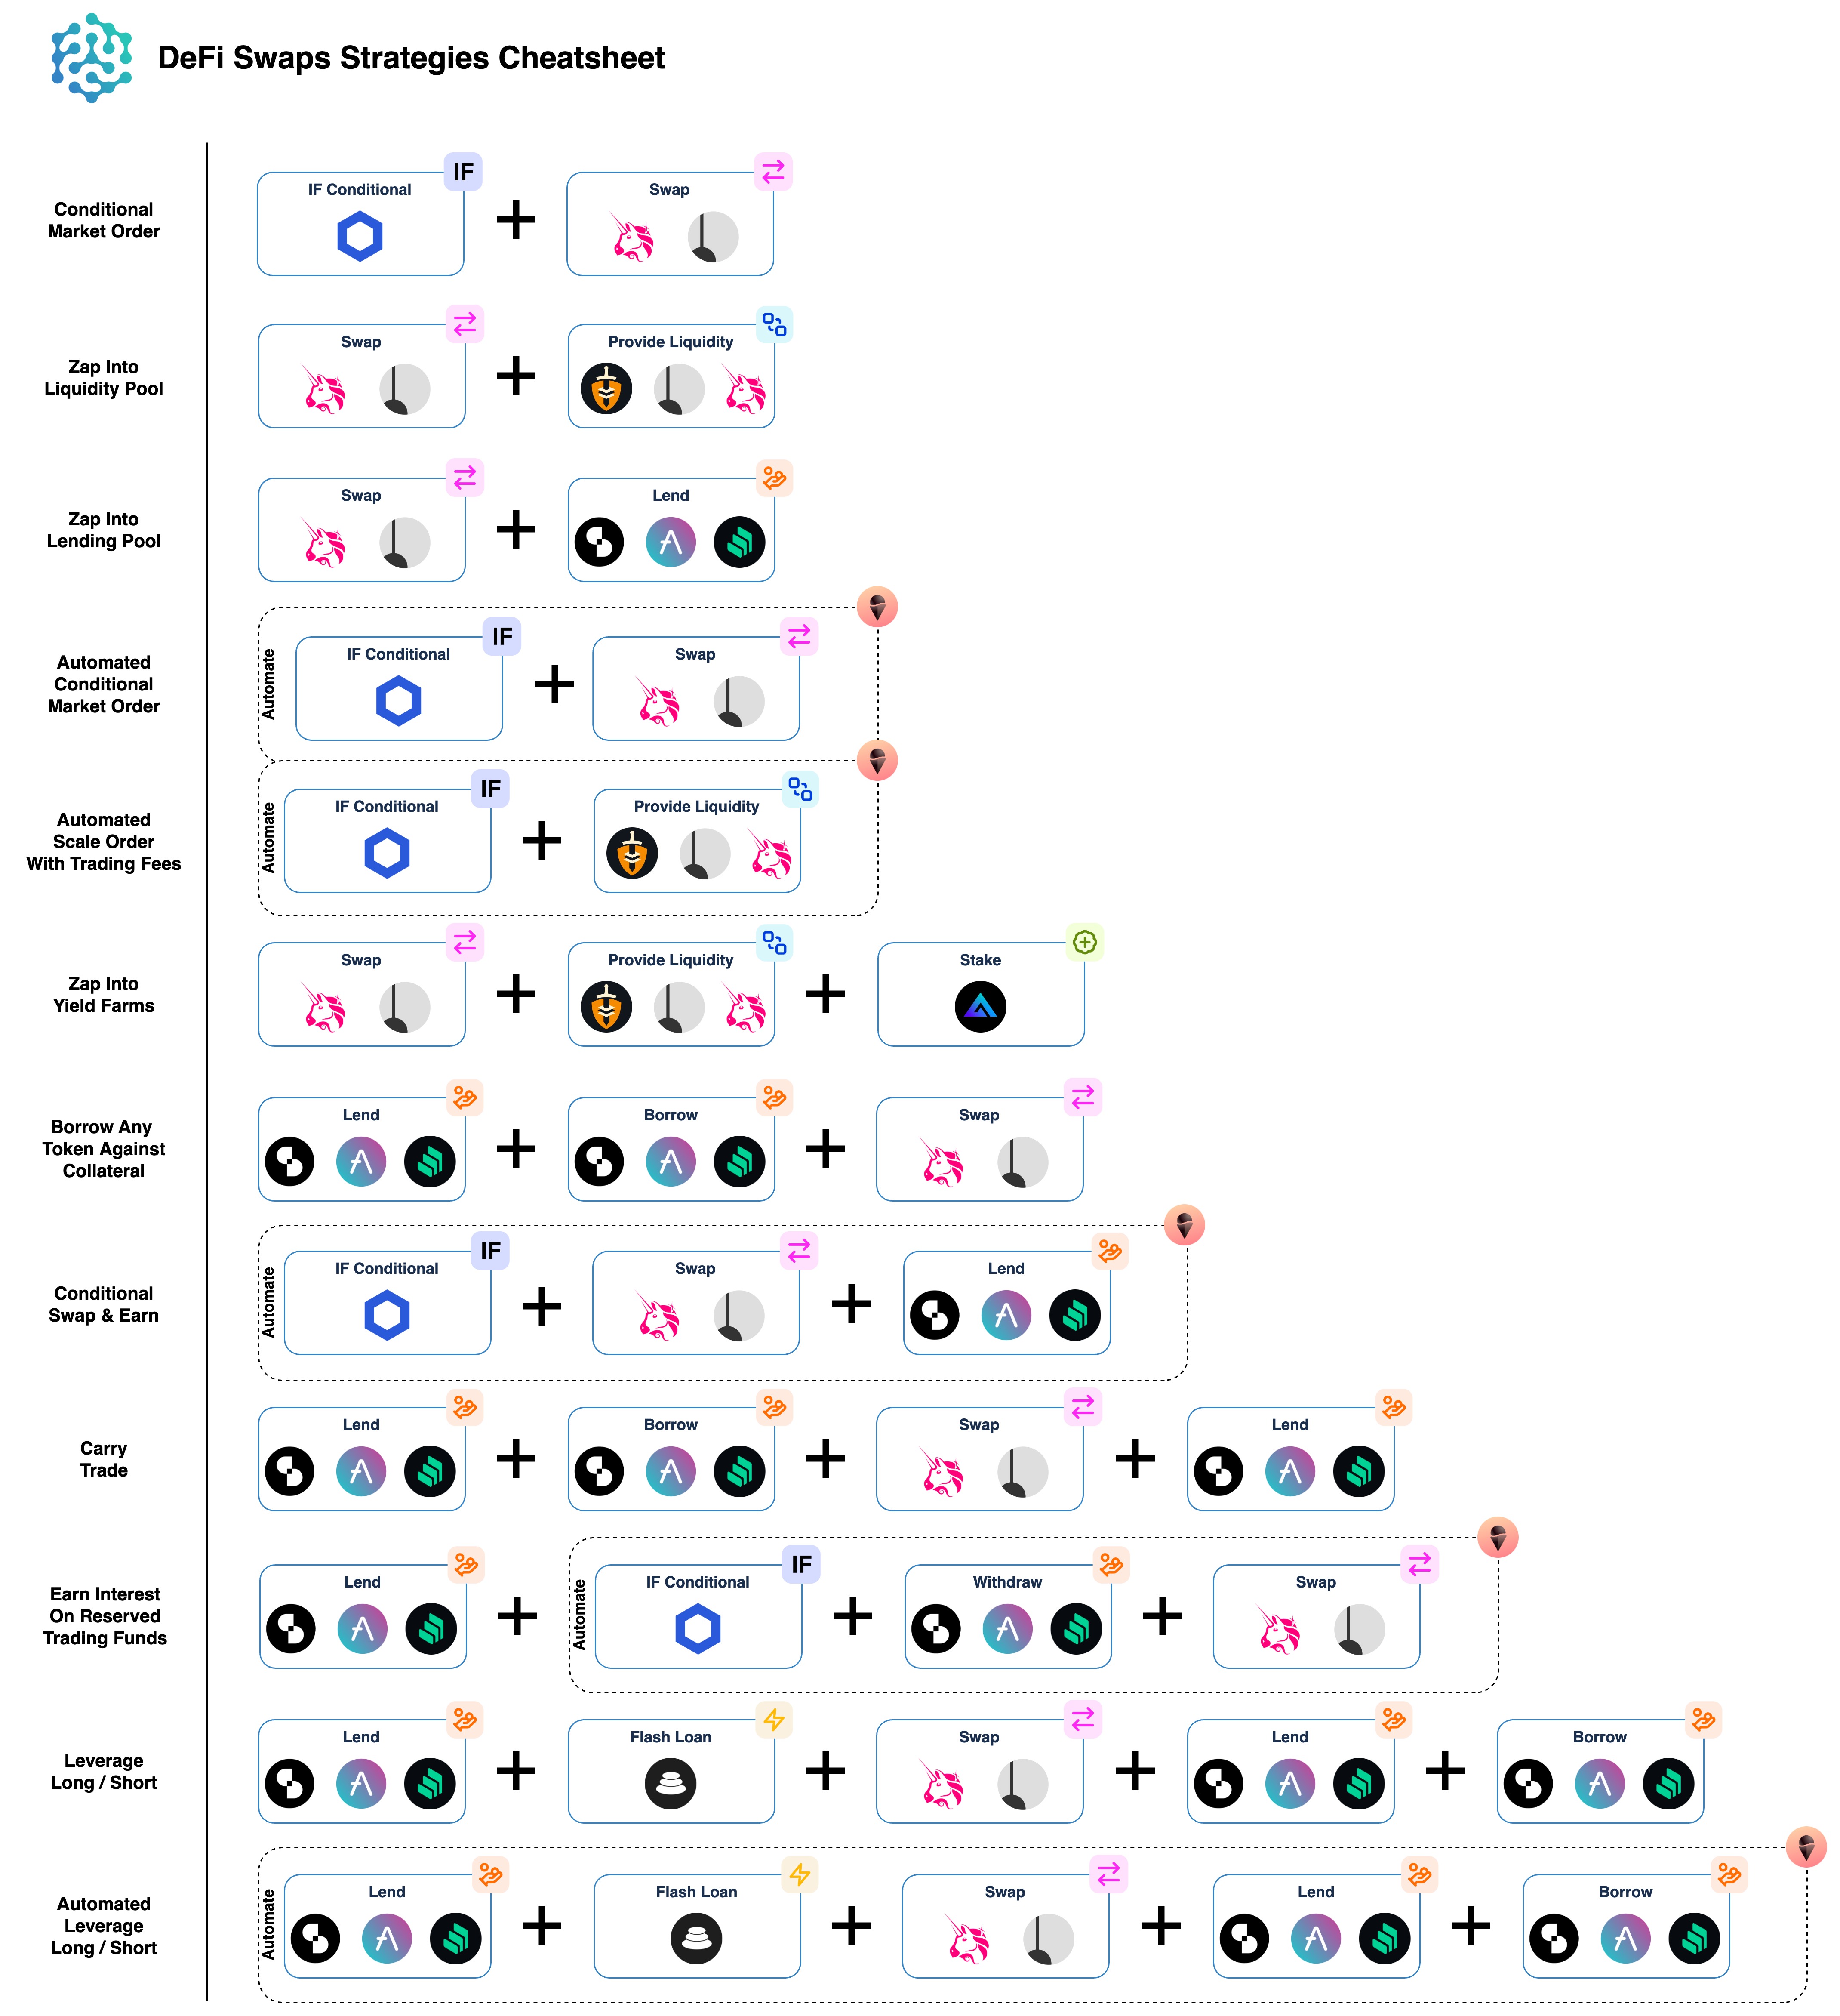 DeFi Swaps Strategies Cheatsheet
Conditional
Market Order
IF Conditional
IF
Swap
Zap Into
Liquidity Pool
Swap
Provide Liquidity
Zap Into
Lending Pool
Swap
Lend
Automated
Conditional
Market Order
Automate
IF Conditional
IF
Swap
Automated
Scale Order
With Trading Fees
Automate
IF Conditional
IF
Provide Liquidity
Zap Into
Yield Farms
Swap
Provide Liquidity
Stake
Borrow Any
Token Against
Collateral
Lend
Borrow
Swap
Conditional
Swap & Earn
Automate
IF Conditional
IF
Swap
Lend
Carry
Trade
Lend
Borrow
Swap
Lend
Earn Interest
On Reserved
Trading Funds
Lend
Automate
IF Conditional
IF
Withdraw
Swap
Leverage
Long / Short
Lend
Flash Loan
Swap
Lend
Borrow
Automated
Leverage
Long / Short
Automate
Lend
Flash Loan
Swap
Lend
Borrow